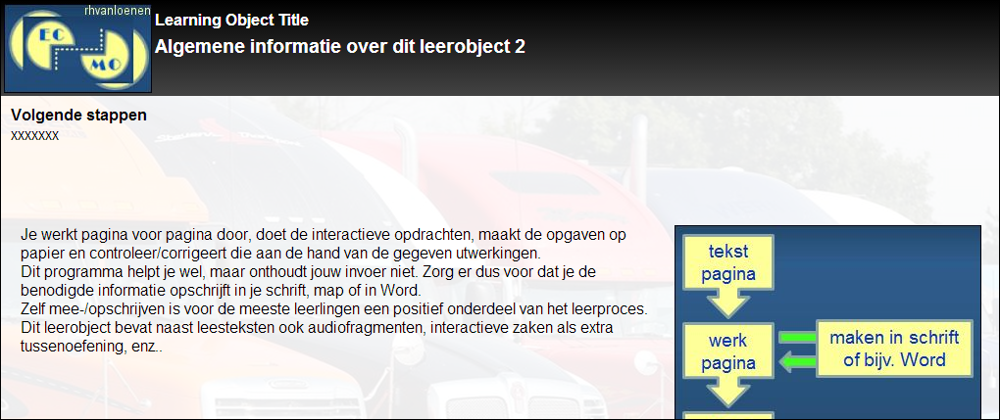 rhvanloenen
EC
MO
Learning Object Title
Algemene informatie over dit leerobject 2
Volgende stappen
xxxxxxx
Je werkt pagina voor pagina door, doet de interactieve opdrachten, maakt de opgaven op
papier en controleer/corrigeert die aan de hand van de gegeven utwerkingen.
Dit programma helpt je wel, maar onthoudt jouw invoer niet. Zorg er dus voor dat je de
benodigde informatie opschrijft in je schrift, map of in Word.
Zelf mee-/opschrijven is voor de meeste leerlingen een positief onderdeel van het leerproces.
Dit leerobject bevat naast leesteksten ook audiofragmenten, interactieve zaken als extra
tussenoefening, enz..
tekst
pagina
werk
pagina
maken in schrift
of bijv. Word